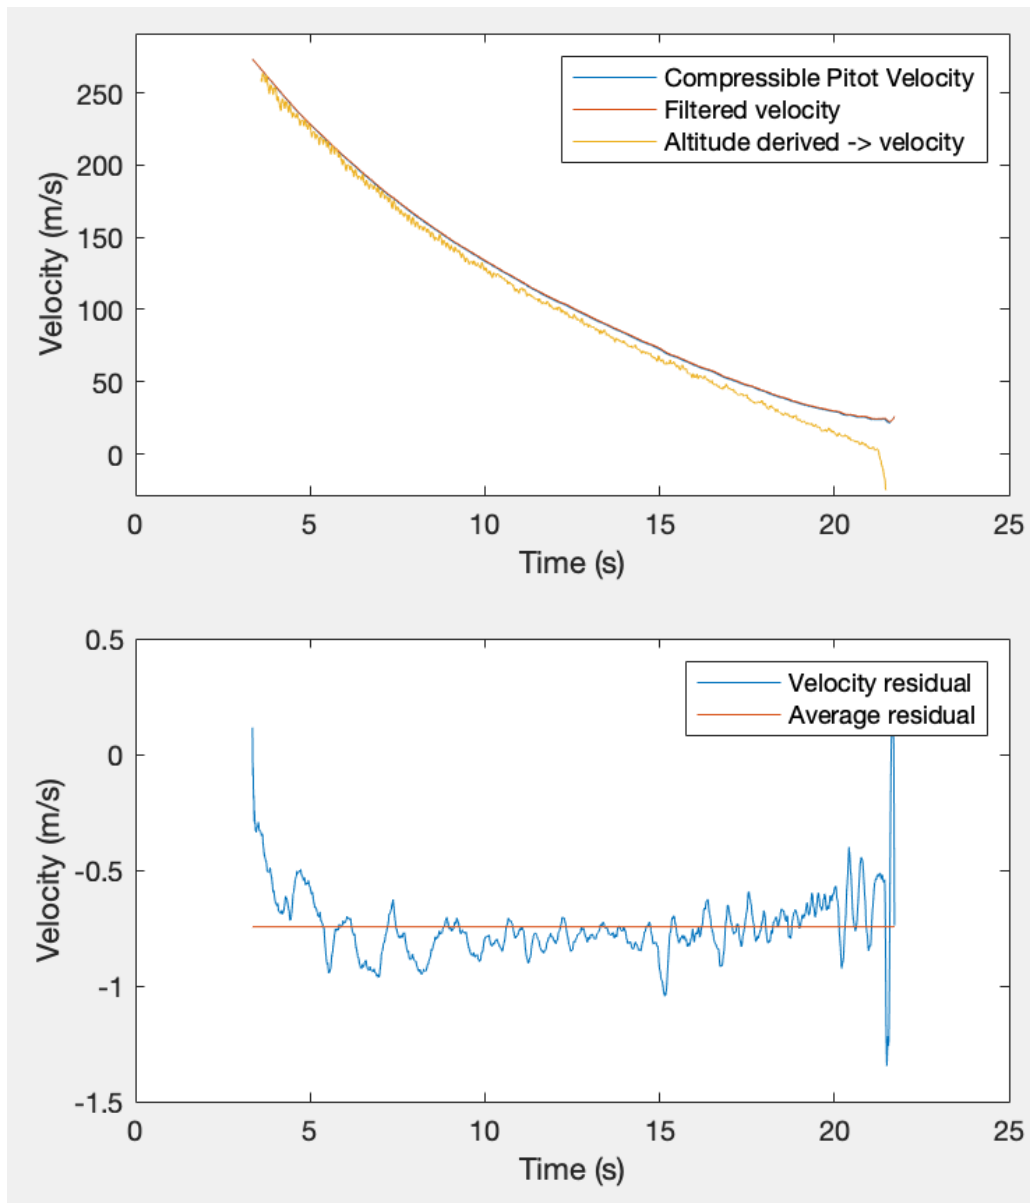 250
200
150
100
50
0
Velocity (m/s)
Compressible Pitot Velocity
Filtered velocity
Altitude derived -> velocity
0 5 10 15 20 25
Time (s)
0.5
0
-0.5
-1
-1.5
Velocity (m/s)
Velocity residual
Average residual
0 5 10 15 20 25
Time (s)